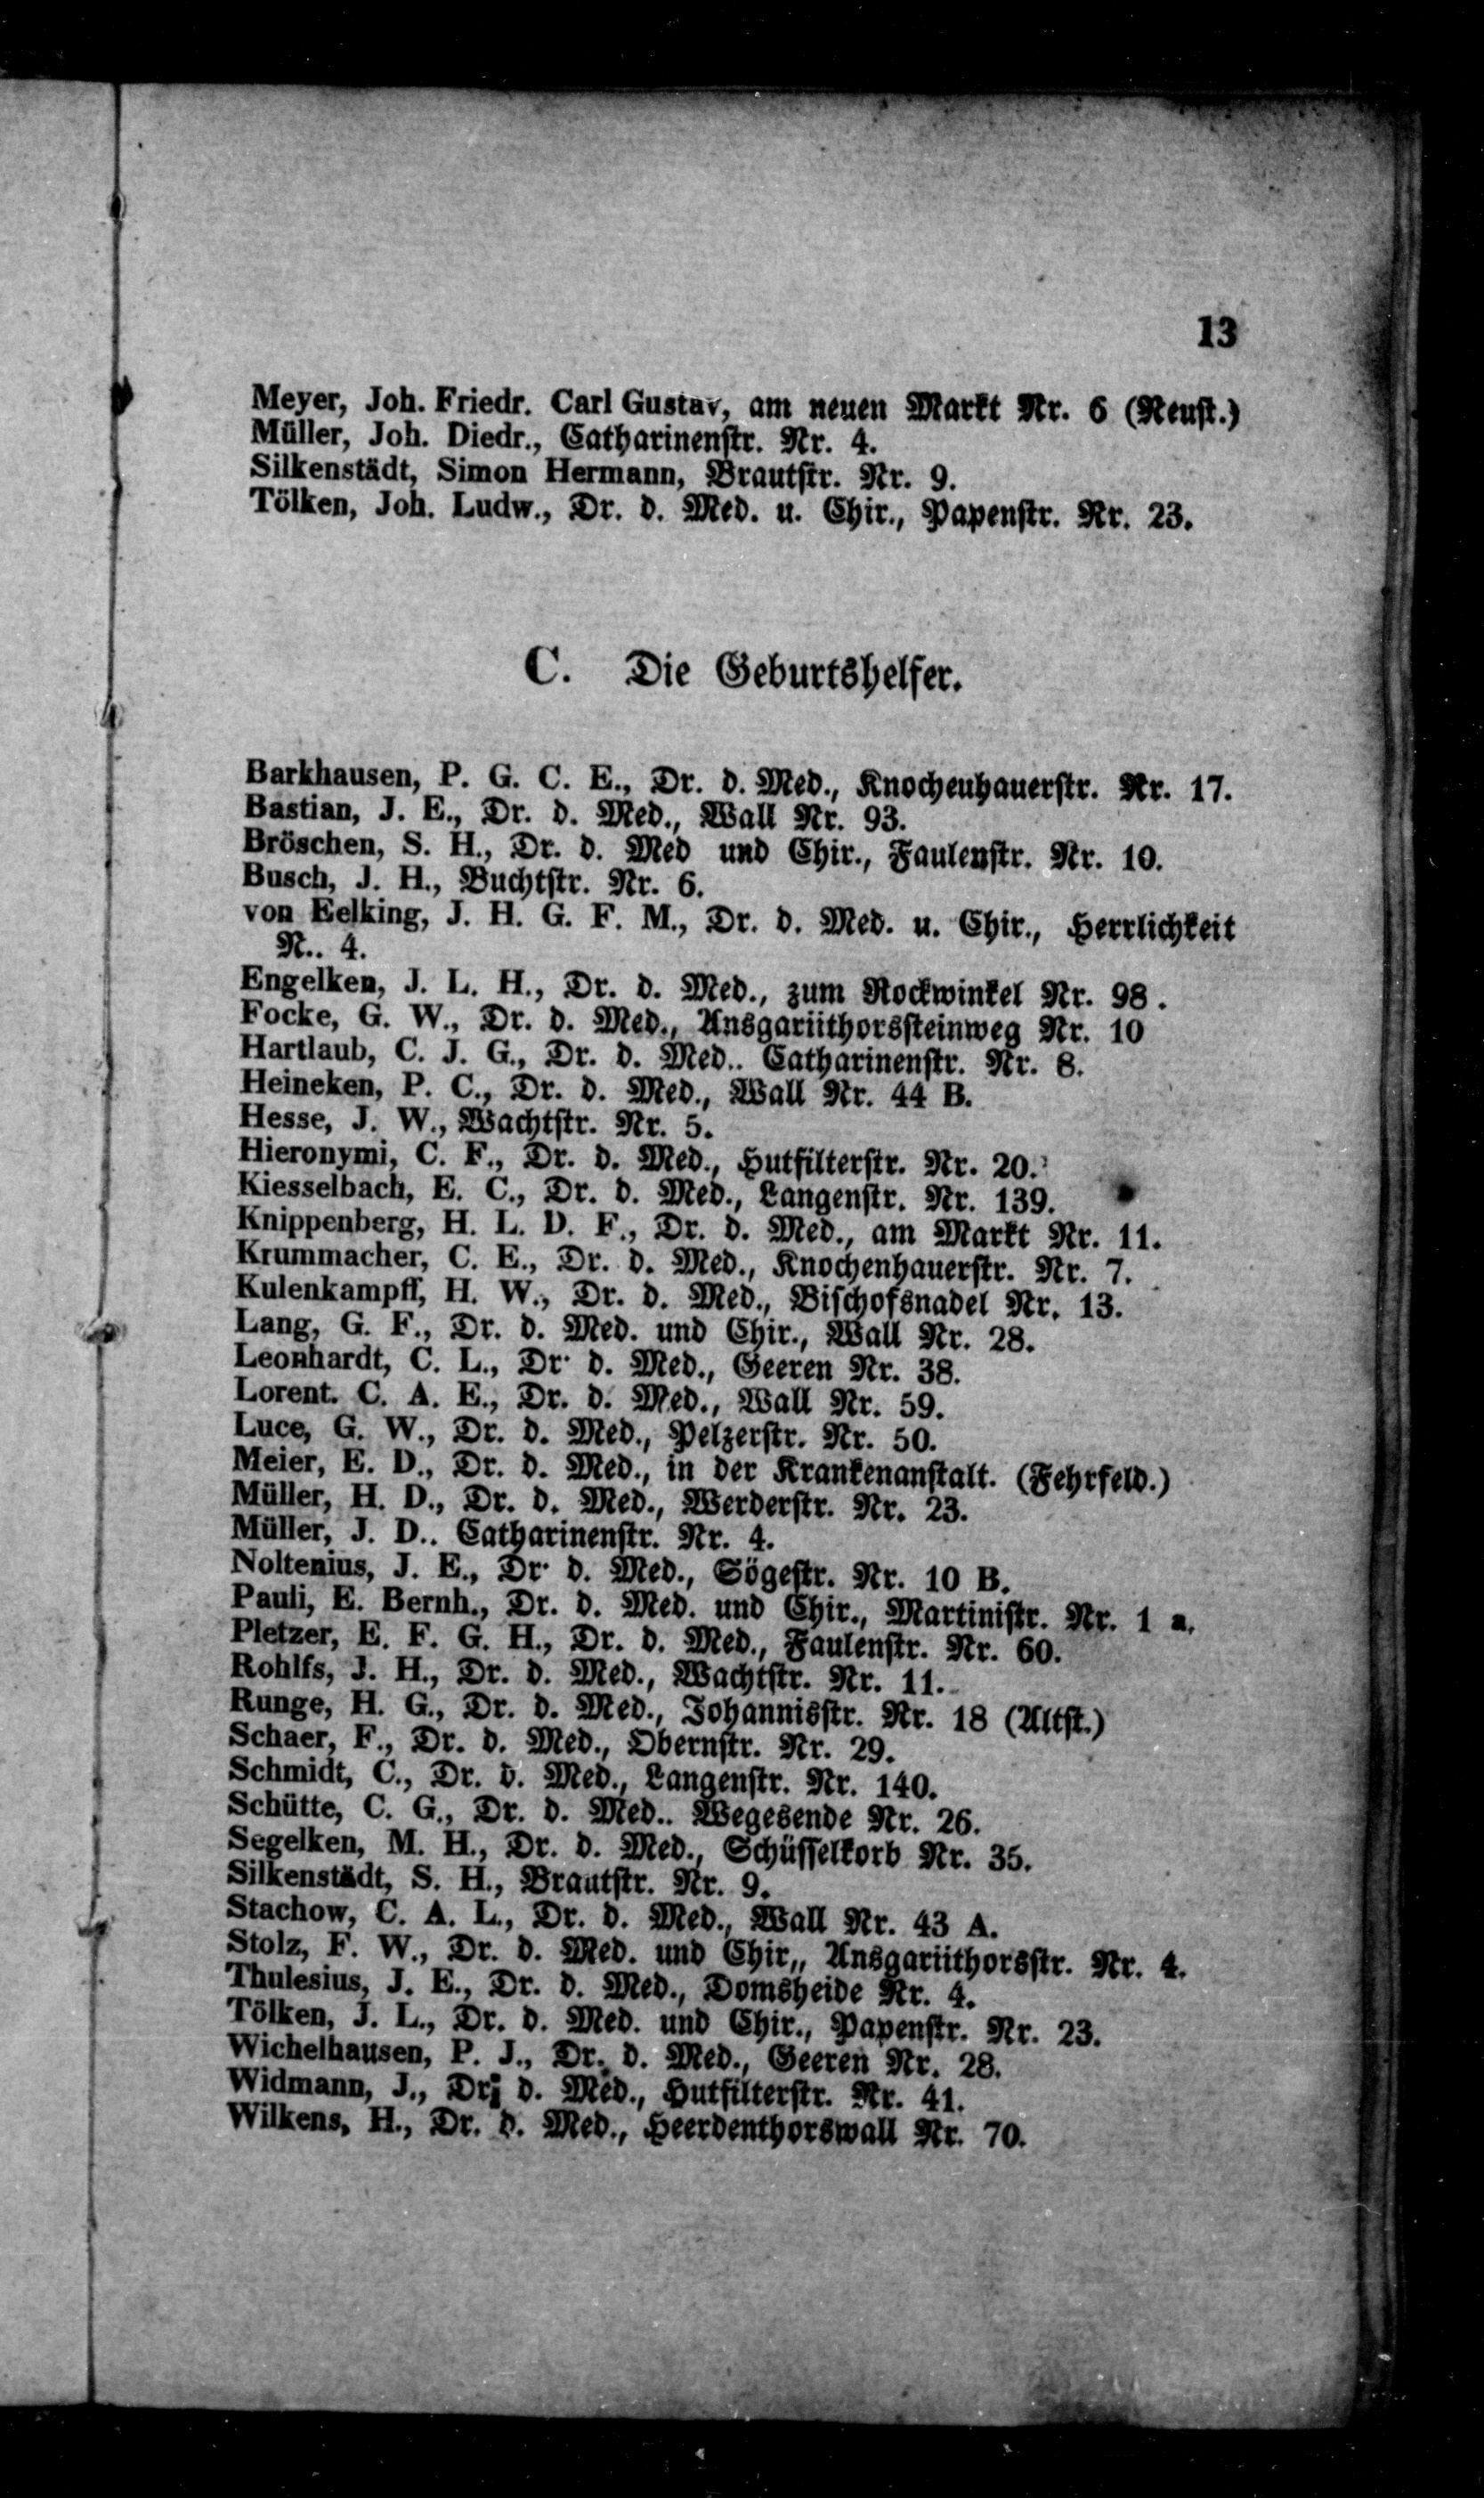 13
Meyer, Joh. Friedr. Carl Gustav, am neuen Markt Nr. 6 (Neust.)
Müller, Joh. Diedr., Catharinenstr. Nr. 4.
Silkenstädt, Simon Hermann, Brautstr. Nr. 9.
Tölken, Joh. Ludw., Dr. d. Med. u. Chir., Papenstr. Nr. 23.
C. Die Geburtshelfer.
Barkhausen, P. G. C. E., Dr. d. Med., Knochenhauerstr. Nr. 17.
Bastian, J. E., Dr. d. Med., Wall Nr. 93.
Bröschen, S. H., Dr. d. Med und Chir., Faulenstr. Nr. 10.
Busch, J. H., Buchtstr. Nr. 6.
von Eelking, J. H. G. F. M., Dr. d. Med. u. Chir., Herrlichkeit
N.. 4.
Engelken, J. L. H., Dr. d. Med., zum Rockwinkel Nr. 98.
Focke, G. W., Dr. d. Med., Ansgariithorssteinweg Nr. 10
Hartlaub, C. J. G., Dr. d. Med.. Catharinenstr. Nr. 8.
Heineken, P. C., Dr. d. Med., Wall Nr. 44 B.
Hesse, J. W., Wachtstr. Nr. 5.
Hieronymi, C. F., Dr. d. Med., Hutfilterstr. Nr. 20.
Kiesselbach, E. C., Dr. d. Med., Langenstr. Nr. 139.
Knippenberg, H. L. D. F., Dr. d. Med., am Markt Nr. 11.
Krummacher, C. E., Dr. d. Med., Knochenhauerstr. Nr. 7.
Kulenkampff, H. W., Dr. d. Med., Bischofsnadel Nr. 13.
Lang, G. F., Dr. d. Med. und Chir., Wall Nr. 28.
Leonhardt, C. L., Dr. d. Med., Geeren Nr. 38.
Lorent. C. A. E., Dr. d. Med., Wall Nr. 59.
Luce, G. W., Dr. d. Med., Pelzerstr. Nr. 50.
Meier, E. D., Dr. d. Med., in der Krankenanstalt. (Fehrfeld.)
Müller, H. D., Dr. d. Med., Werderstr. Nr. 23.
Müller, J. D.. Catharinenstr. Nr. 4.
Noltenius, J. E., Dr. d. Med., Sögestr. Nr. 10 B.
Pauli, E. Bernh., Dr. d. Med. und Chir., Martinistr. Nr. 1 a.
Pletzer, E. F. G. H., Dr. d. Med., Faulenstr. Nr. 60.
Rohlfs, J. H., Dr. d. Med., Wachtstr. Nr. 11.
Runge, H. G., Dr. d. Med., Johannisstr. Nr. 18 (Altst.)
Schaer, F., Dr. d. Med., Obernstr. Nr. 29.
Schmidt, C., Dr. d. Med., Langenstr. Nr. 140.
Schütte, C. G., Dr. d. Med.. Wegesende Nr. 26.
Segelken, M. H., Dr. d. Med., Schüsselkorb Nr. 35.
Silkenstädt, S. H., Brautstr. Nr. 9.
Stachow, C. A. L., Dr. d. Med., Wall Nr. 43 A.
Stolz, F. W., Dr. d. Med. und Chir,, Ansgariithorsstr. Nr. 4.
Thulesius, J. E., Dr. d. Med., Domsheide Nr. 4.
Tölken, J. L., Dr. d. Med. und Chir., Papenstr. Nr. 23.
Wichelhausen, P. J., Dr. d. Med., Geeren Nr. 28.
Widmann, J., Dr. d. Med., Hutfilterstr. Nr. 41.
Wilkens, H., Dr. d. Med., Heerdenthorswall Nr. 70.